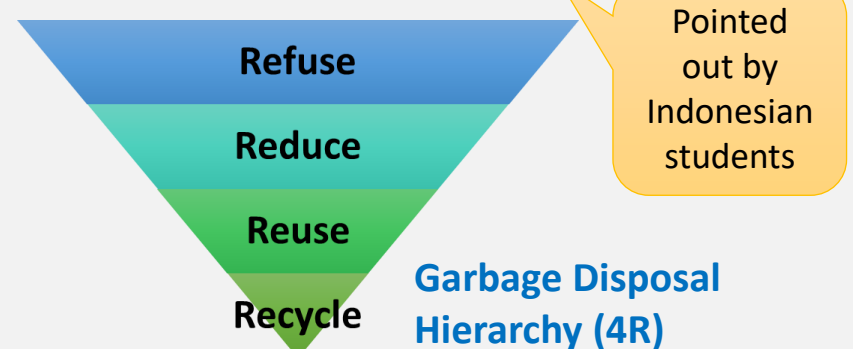 Refuse
Reduce
Reuse
Recycle
Pointed
out by
Indonesian
students
Garbage Disposal
Hierarchy (4R)